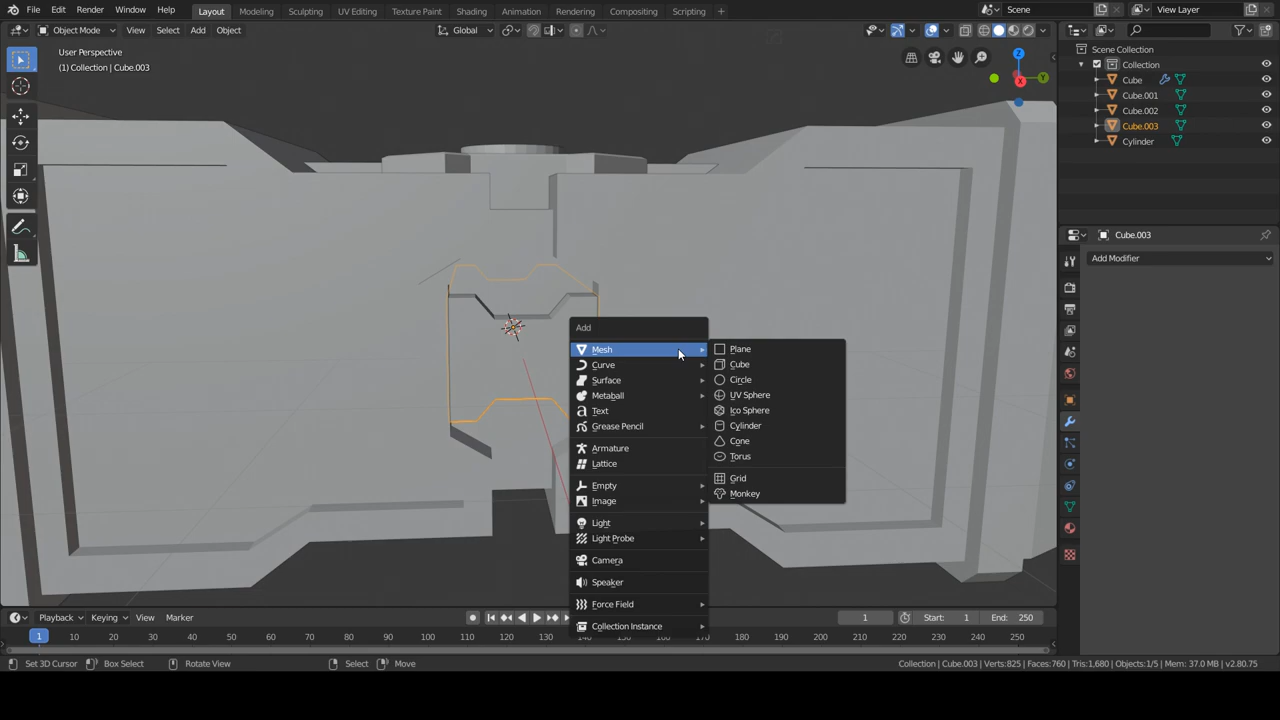 File Edit Render Window Help
Layout Modeling Sculpting UV Editing Texture Paint Shading Animation Rendering Compositing Scripting +
Scene
View Layer
Object Mode View Select Add Object
Global
User Perspective
(1) Collection | Cube.003
Z
Y
X
Add
Mesh
Curve
Surface
Metaball
Text
Grease Pencil
Armature
Lattice
Empty
Image
Light
Light Probe
Camera
Speaker
Force Field
Collection Instance
Plane
Cube
Circle
UV Sphere
Ico Sphere
Cylinder
Cone
Torus
Grid
Monkey
Scene Collection
Collection
Cube
Cube.001
Cube.002
Cube.003
Cylinder
Cube.003
Add Modifier
Playback Keying View Marker
1 Start: 1 End: 250
1 10 20 30 40 50 60 70 80 90 100 110 120 130 140 150 160 170 180 190 200 210 220 230 240 250
Set 3D Cursor Box Select Rotate View Select Move
Collection | Cube.003 | Verts:825 | Faces:760 | Tris:1,680 | Objects:1/5 | Mem: 37.0 MB | v2.80.75